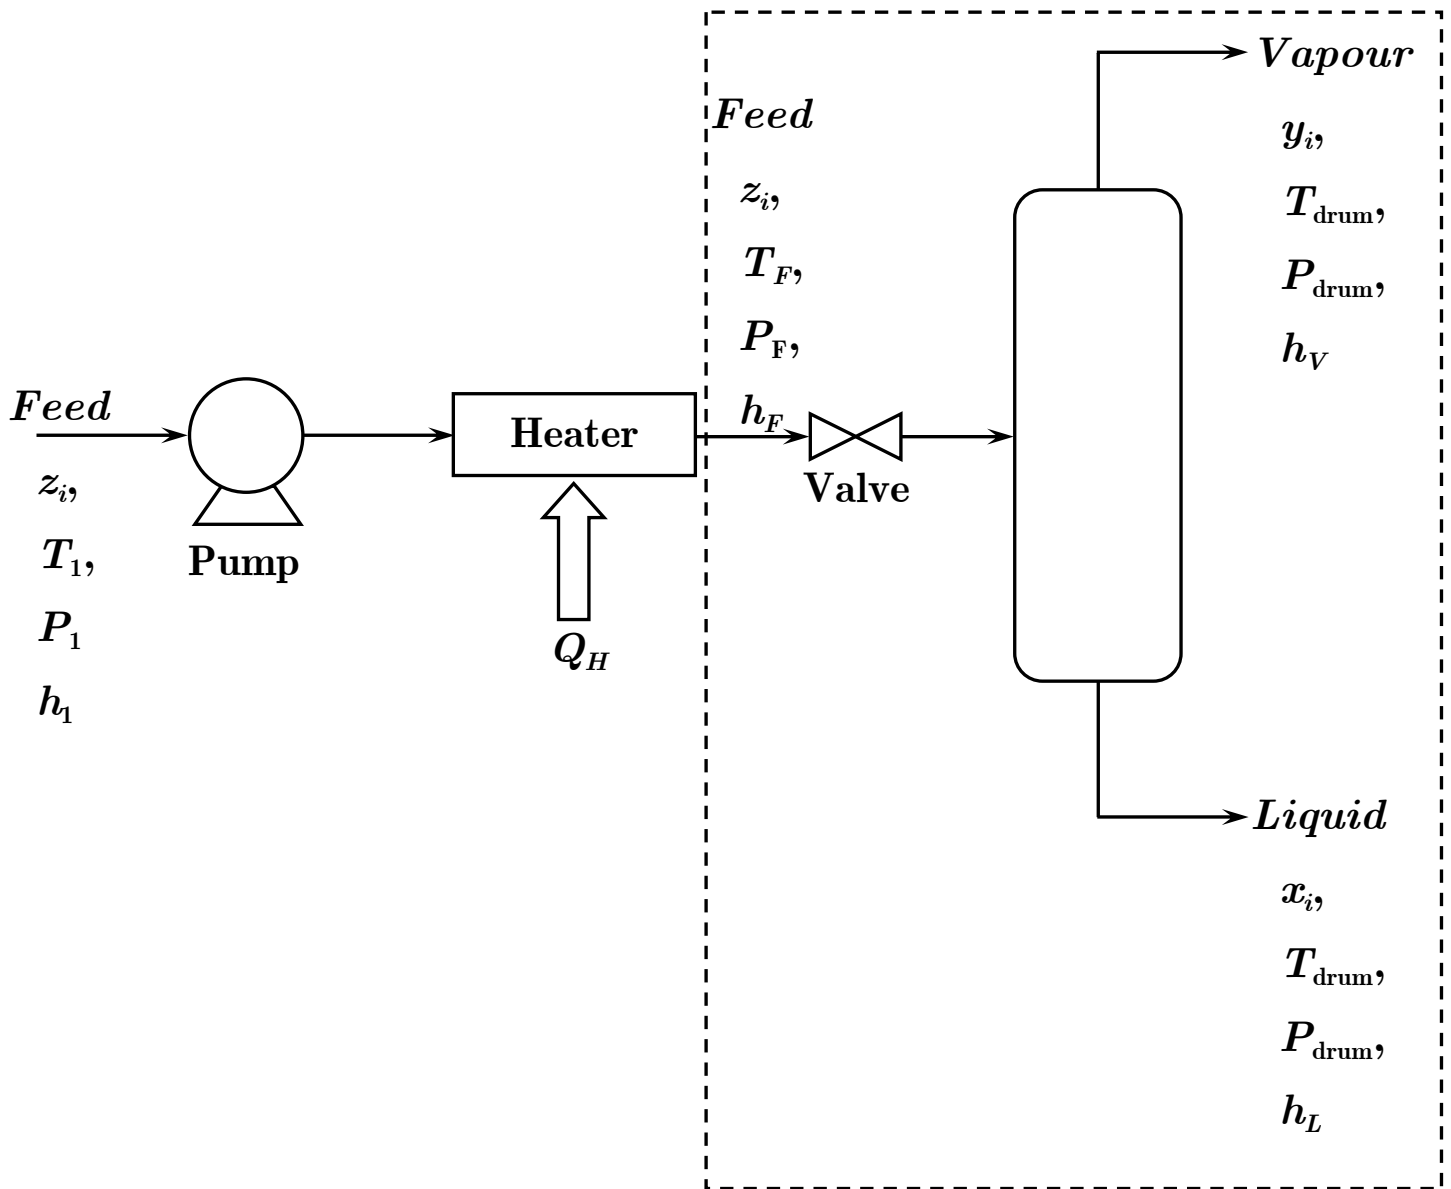 Feed
z_i,
T_1,
P_1
h_1
Pump
Heater
Q_H
Feed
z_i,
T_F,
P_F,
h_F
Valve
Vapour
y_i,
T_drum,
P_drum,
h_V
Liquid
x_i,
T_drum,
P_drum,
h_L